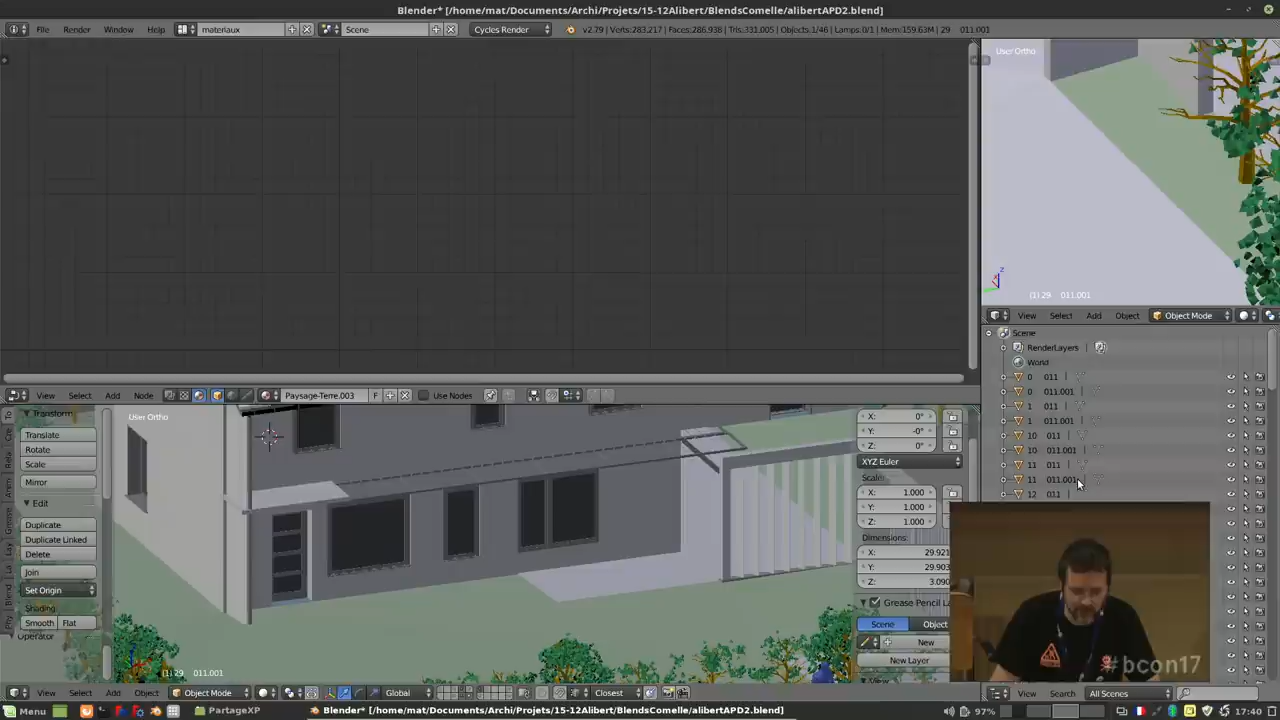 Blender* [/home/mat/Documents/Archi/Projets/15-12Alibert/BlendsComelle/alibertAPD2.blend]
File Render Window Help materiaux Scene Cycles Render v2.79 | Verts:283,217 | Faces:286,938 | Tris:331,005 | Objects:1/46 | Lamps:0/1 | Mem:159.63M | 29 011.001
User Ortho
(1) 29 011.001
View Select Add Object Object Mode
Scene
RenderLayers
World
0 011
0 011.001
1 011
1 011.001
10 011
10 011.001
11 011
11 011.001
12 011
View Select Add Node Paysage-Terre.003 F Use Nodes
Transform
Translate
Rotate
Scale
Mirror
Edit
Duplicate
Duplicate Linked
Delete
Join
Set Origin
Shading
Smooth Flat
Operator
User Ortho
X: 0°
Y: -0°
Z: 0°
XYZ Euler
Scale:
X: 1.000
Y: 1.000
Z: 1.000
Dimensions:
X: 29.921
Y: 29.903
Z: 3.090
Grease Pencil La
Scene Object
New
New Layer
(1) 29 011.001
#bcon17
View Select Add Object Object Mode Global Closest
View Search All Scenes
Menu PartageXP Blender* [/home/mat/Documents/Archi/Projets/15-12Alibert/BlendsComelle/alibertAPD2.blend] 97% 17:40